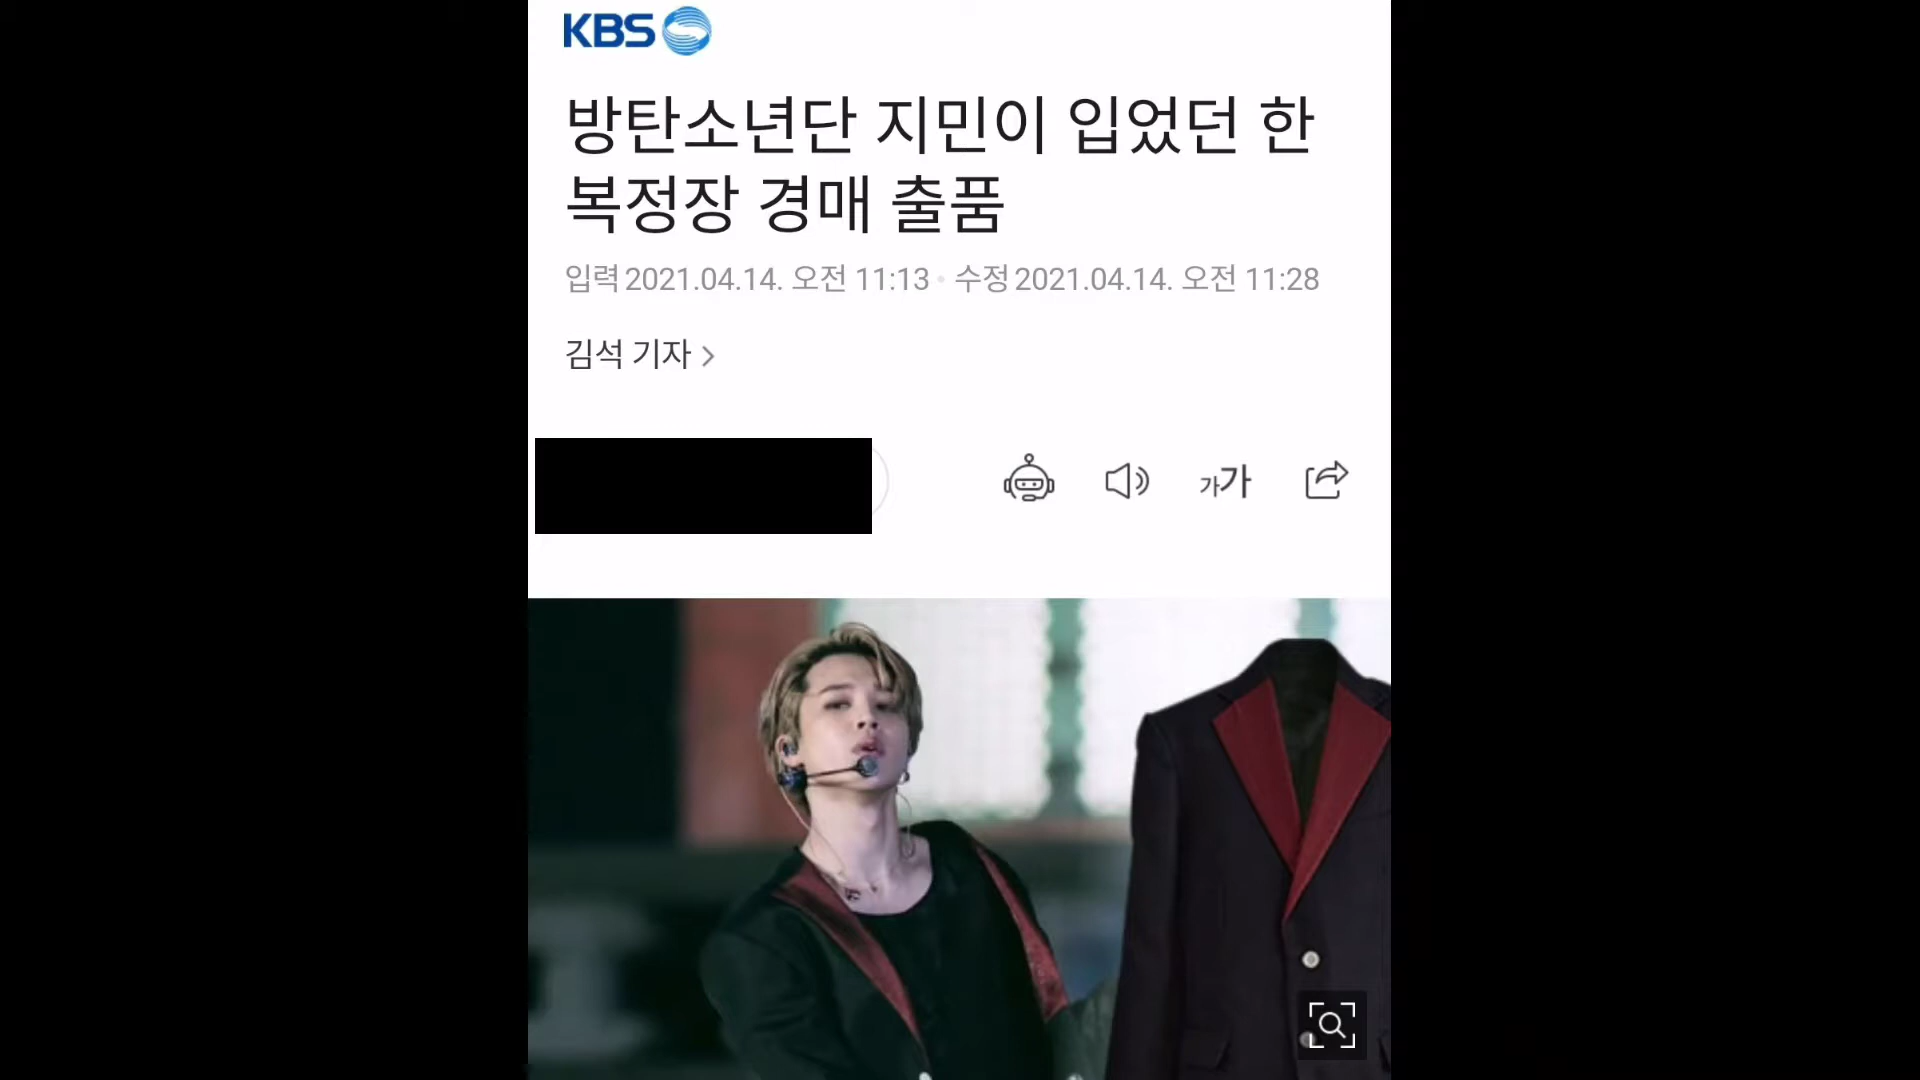 KBS
방탄소년단 지민이 입었던 한
복정장 경매 출품
입력 2021.04.14. 오전 11:13 · 수정 2021.04.14. 오전 11:28
김석 기자 >
가가